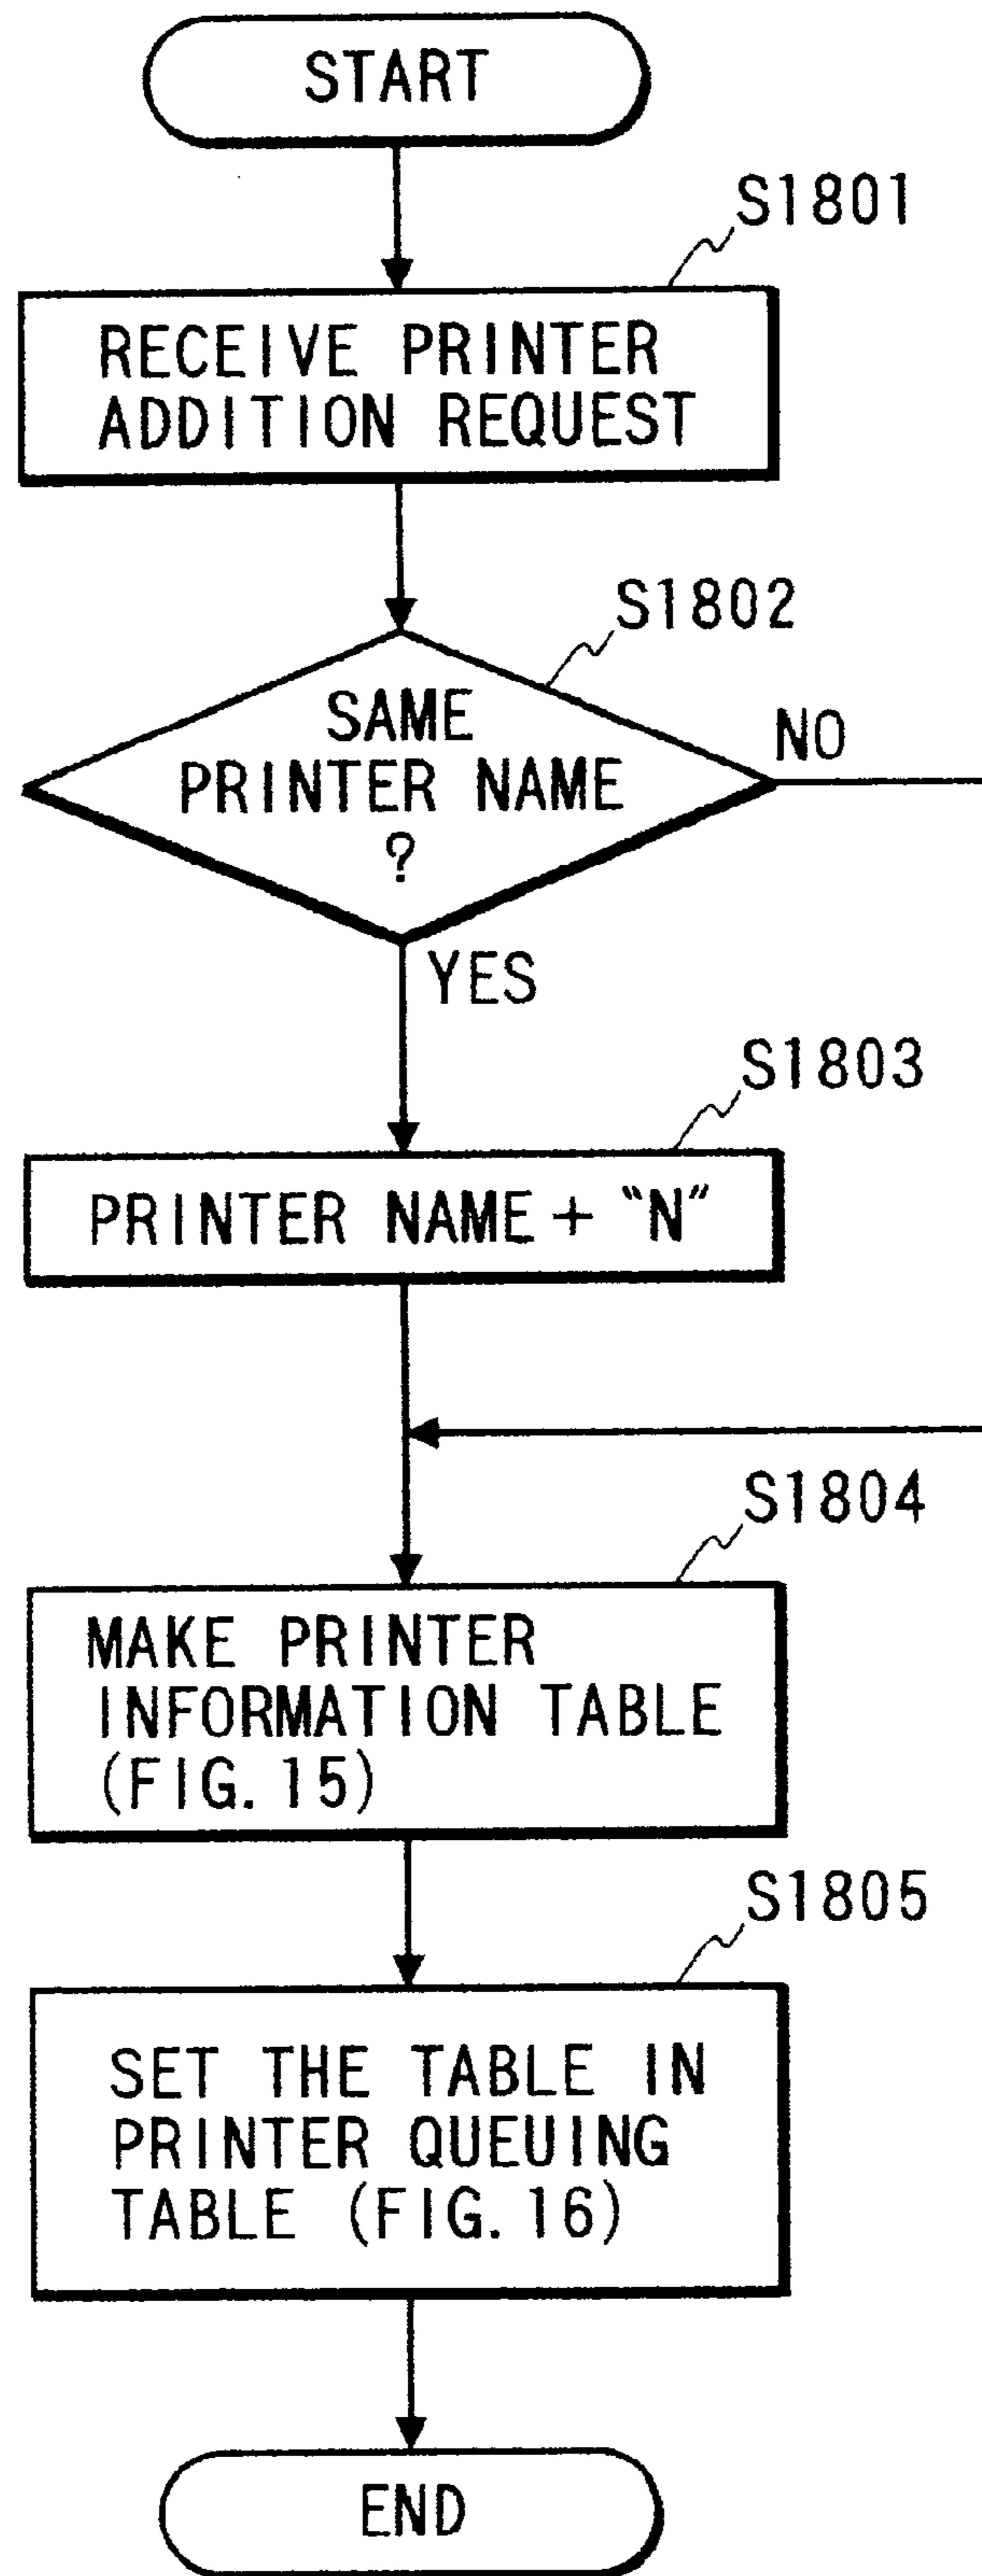 START
S1801
RECEIVE PRINTER
ADDITION REQUEST
S1802
SAME
PRINTER NAME
?
NO
YES
S1803
PRINTER NAME + “N”
S1804
MAKE PRINTER
INFORMATION TABLE
(FIG. 15)
S1805
SET THE TABLE IN
PRINTER QUEUING
TABLE (FIG. 16)
END